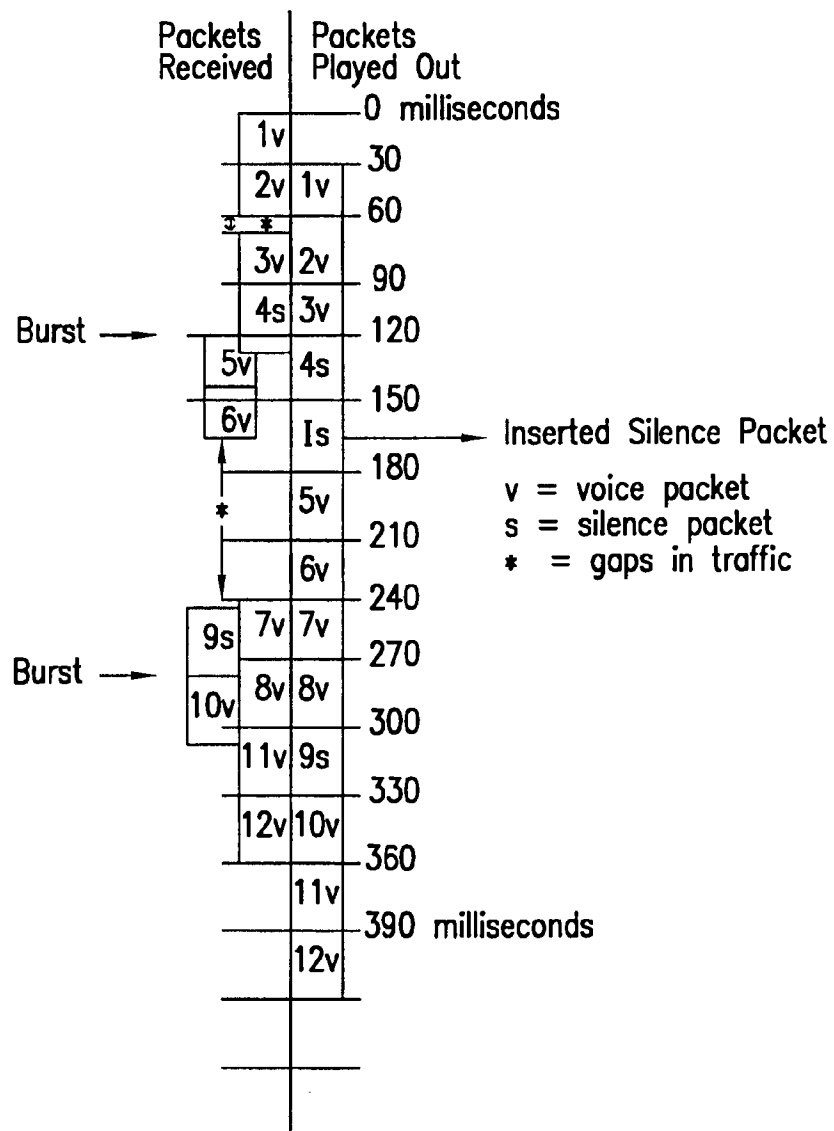 Packets Received
Packets Played Out
0 milliseconds
1v
30
2v 1v
60
*
3v 2v
90
4s 3v
Burst
120
5v 4s
150
6v Is
Inserted Silence Packet
180
v = voice packet
s = silence packet
* = gaps in traffic
* 5v
210
6v
240
9s 7v 7v
270
Burst
10v 8v 8v
300
11v 9s
330
12v 10v
360
11v
390 milliseconds
12v